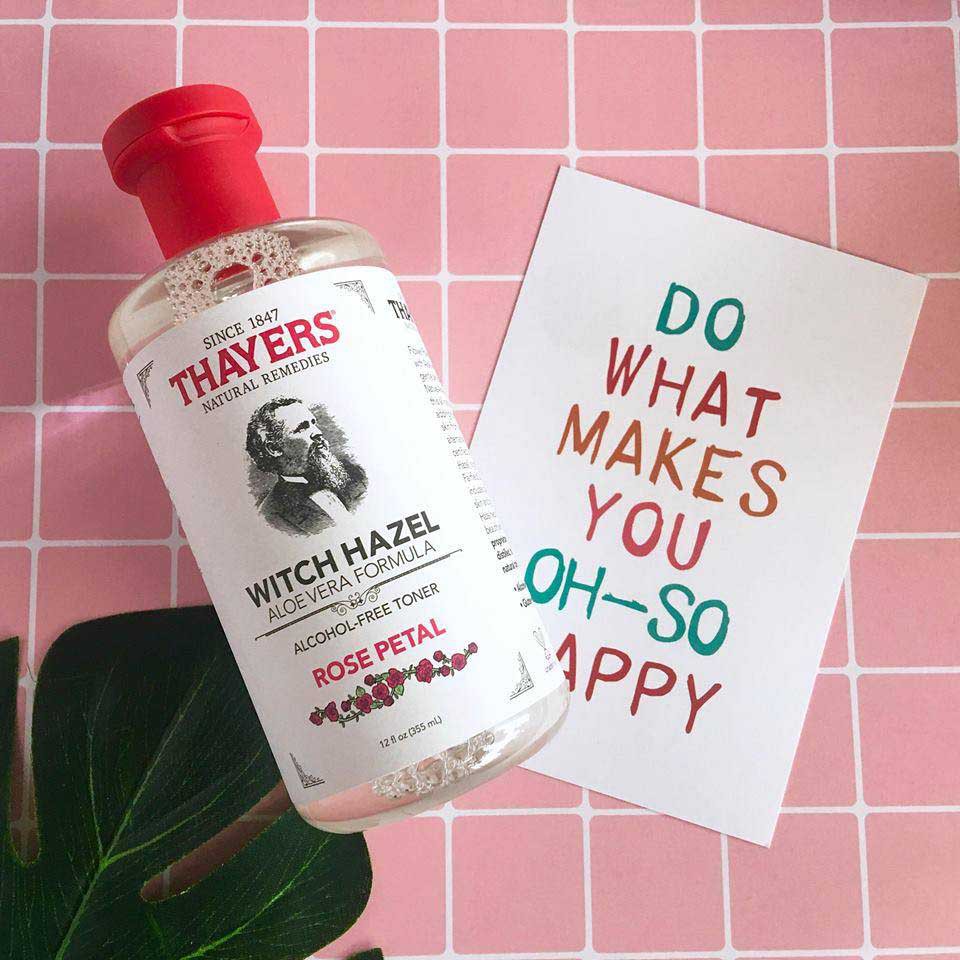 SINCE 1847
THAYERS
NATURAL REMEDIES
WITCH HAZEL
ALOE VERA FORMULA
ALCOHOL-FREE TONER
ROSE PETAL
12 fl oz (355 mL)
DO
WHAT
MAKES
YOU
OH-SO
APPY